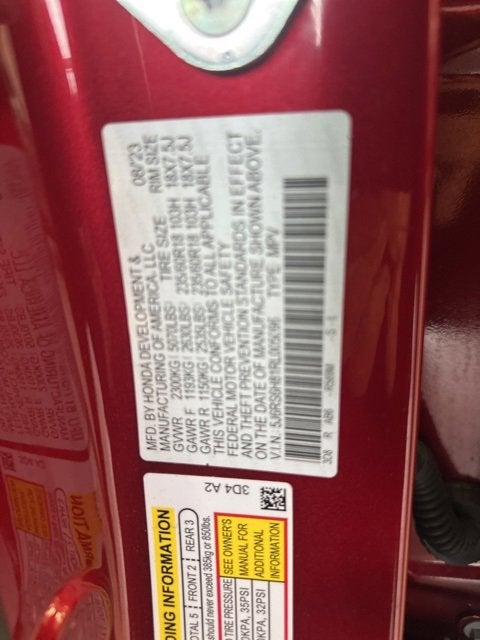 MFD. BY HONDA DEVELOPMENT & 08/23
MANUFACTURING OF AMERICA, LLC
TIRE SIZE RIM SIZE
GVWR 2300KG 5070LBS
GAWR F 1193KG 2630LBS 235/60R18 103H 18X7.5J
GAWR R 1150KG 2535LBS 235/60R18 103H 18X7.5J
THIS VEHICLE CONFORMS TO ALL APPLICABLE
FEDERAL MOTOR VEHICLE SAFETY
AND THEFT PREVENTION STANDARDS IN EFFECT
ON THE DATE OF MANUFACTURE SHOWN ABOVE.
V.I.N. TYPE MPV
3D4 A2
DING INFORMATION
OTAL 5 FRONT 2 REAR 3
should never exceed 385kg or 850lbs.
D TIRE PRESSURE
0KPA, 35PSI
0KPA, 32PSI
SEE OWNER'S
MANUAL FOR
ADDITIONAL
INFORMATION